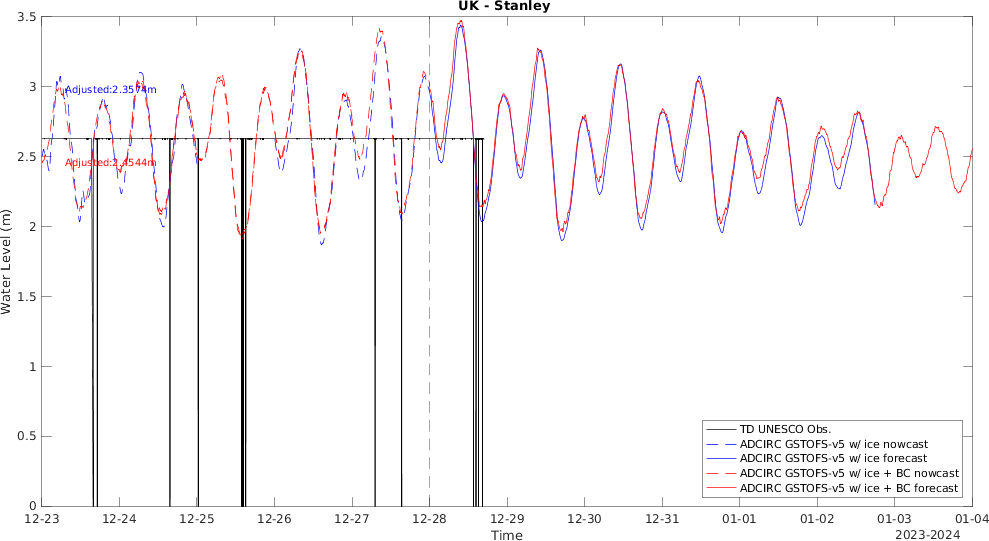 UK - Stanley
3.5
3
2.5
2
1.5
1
0.5
0
Water Level (m)
Adjusted:2.3574m
Adjusted:2.4544m
TD UNESCO Obs.
ADCIRC GSTOFS-v5 w/ ice nowcast
ADCIRC GSTOFS-v5 w/ ice forecast
ADCIRC GSTOFS-v5 w/ ice + BC nowcast
ADCIRC GSTOFS-v5 w/ ice + BC forecast
12-23 12-24 12-25 12-26 12-27 12-28 12-29 12-30 12-31 01-01 01-02 01-03 01-04
Time
2023-2024